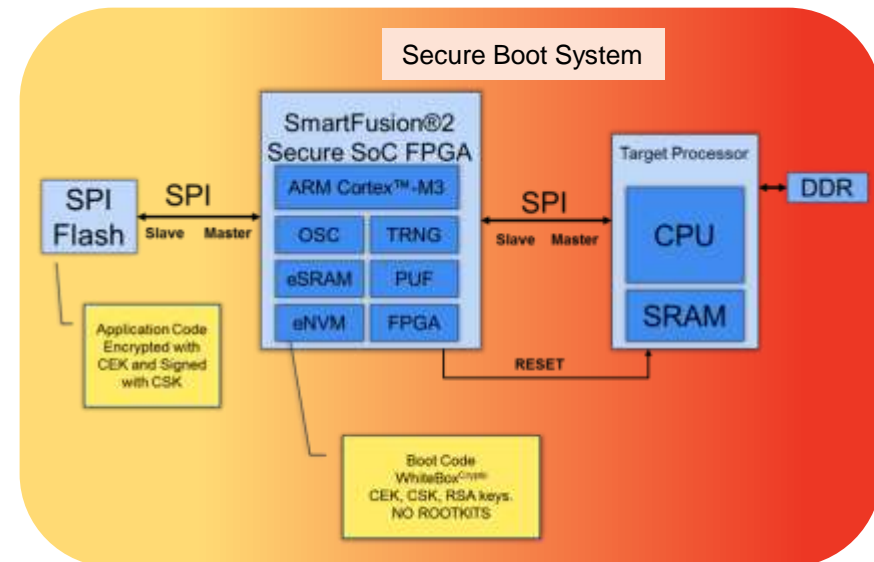 Secure Boot System
SmartFusion®2
Secure SoC FPGA
ARM Cortex™-M3
OSC
TRNG
eSRAM
PUF
eNVM
FPGA
SPI
Flash
SPI
Slave Master
SPI
Slave Master
Target Processor
CPU
SRAM
DDR
RESET
Application Code
Encrypted with
CEK and Signed
with CSK
Boot Code
WhiteBoxCrypto
CEK, CSK, RSA keys.
NO ROOTKITS